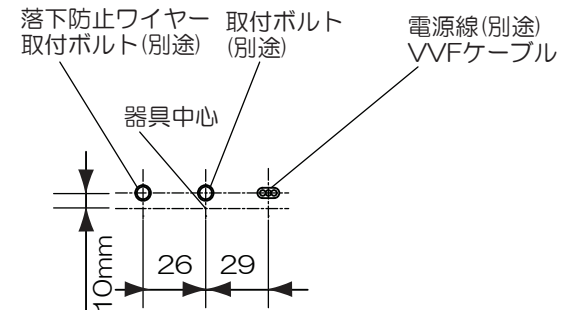 落下防止ワイヤー
取付ボルト(別途)
取付ボルト
(別途)
電源線(別途)
VVFケーブル
器具中心
26
29
10mm